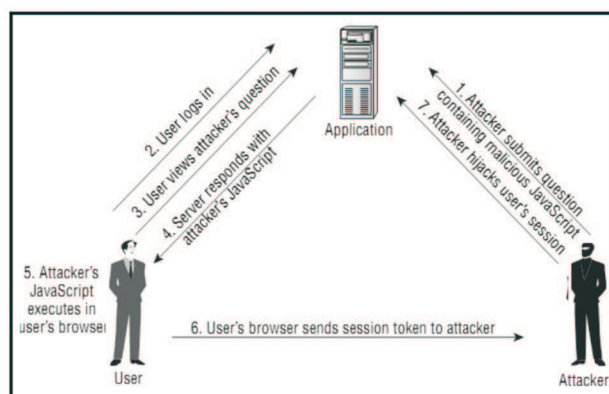 Application
1. Attacker submits question
containing malicious JavaScript
7. Attacker hijacks user's
session
2. User logs in
3. User views attacker's question
4. Server responds with
attacker's JavaScript
5. Attacker's
JavaScript
executes in
user's browser
6. User's browser sends session token to attacker
User
Attacker